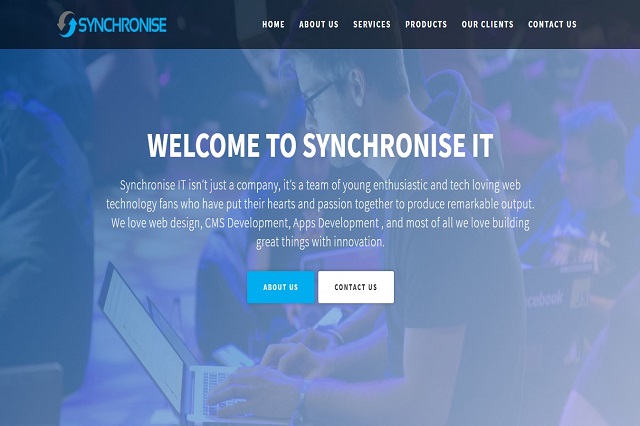 SYNCHRONISE
HOME ABOUT US SERVICES PRODUCTS OUR CLIENTS CONTACT US
WELCOME TO SYNCHRONISE IT
Synchronise IT isn't just a company, it's a team of young enthusiastic and tech loving web
technology fans who have put their hearts and passion together to produce remarkable output.
We love web design, CMS Development, Apps Development , and most of all we love building
great things with innovation.
ABOUT US CONTACT US
facebook